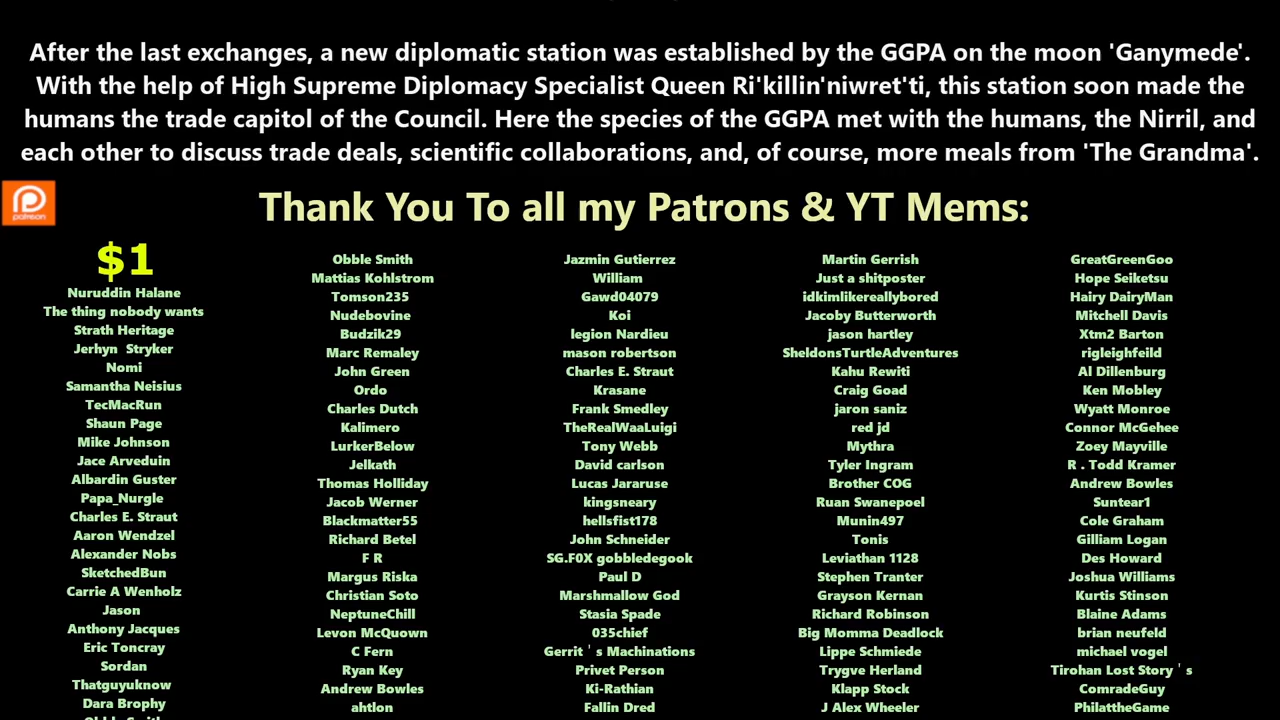 After the last exchanges, a new diplomatic station was established by the GGPA on the moon 'Ganymede'.
With the help of High Supreme Diplomacy Specialist Queen Ri'killin'niwret'ti, this station soon made the
humans the trade capitol of the Council. Here the species of the GGPA met with the humans, the Nirril, and
each other to discuss trade deals, scientific collaborations, and, of course, more meals from 'The Grandma'.
patreon
Thank You To all my Patrons & YT Mems:
$1
Nuruddin Halane
The thing nobody wants
Strath Heritage
Jerhyn  Stryker
Nomi
Samantha Neisius
TecMacRun
Shaun Page
Mike Johnson
Jace Arveduin
Albardin Guster
Papa_Nurgle
Charles E. Straut
Aaron Wendzel
Alexander Nobs
SketchedBun
Carrie A Wenholz
Jason
Anthony Jacques
Eric Toncray
Sordan
Thatguyuknow
Dara Brophy
Obble Smith
Mattias Kohlstrom
Tomson235
Nudebovine
Budzik29
Marc Remaley
John Green
Ordo
Charles Dutch
Kalimero
LurkerBelow
Jelkath
Thomas Holliday
Jacob Werner
Blackmatter55
Richard Betel
F R
Margus Riska
Christian Soto
NeptuneChill
Levon McQuown
C Fern
Ryan Key
Andrew Bowles
ahtlon
Jazmin Gutierrez
William
Gawd04079
Koi
legion Nardieu
mason robertson
Charles E. Straut
Krasane
Frank Smedley
TheRealWaaLuigi
Tony Webb
David carlson
Lucas Jararuse
kingsneary
hellsfist178
John Schneider
SG.F0X gobbledegook
Paul D
Marshmallow God
Stasia Spade
035chief
Gerrit ' s Machinations
Privet Person
Ki-Rathian
Fallin Dred
Martin Gerrish
Just a shitposter
idkimlikereallybored
Jacoby Butterworth
jason hartley
SheldonsTurtleAdventures
Kahu Rewiti
Craig Goad
jaron saniz
red jd
Mythra
Tyler Ingram
Brother COG
Ruan Swanepoel
Munin497
Tonis
Leviathan 1128
Stephen Tranter
Grayson Kernan
Richard Robinson
Big Momma Deadlock
Lippe Schmiede
Trygve Herland
Klapp Stock
J Alex Wheeler
GreatGreenGoo
Hope Seiketsu
Hairy DairyMan
Mitchell Davis
Xtm2 Barton
rigleighfeild
Al Dillenburg
Ken Mobley
Wyatt Monroe
Connor McGehee
Zoey Mayville
R . Todd Kramer
Andrew Bowles
Suntear1
Cole Graham
Gilliam Logan
Des Howard
Joshua Williams
Kurtis Stinson
Blaine Adams
brian neufeld
michael vogel
Tirohan Lost Story ' s
ComradeGuy
PhilattheGame